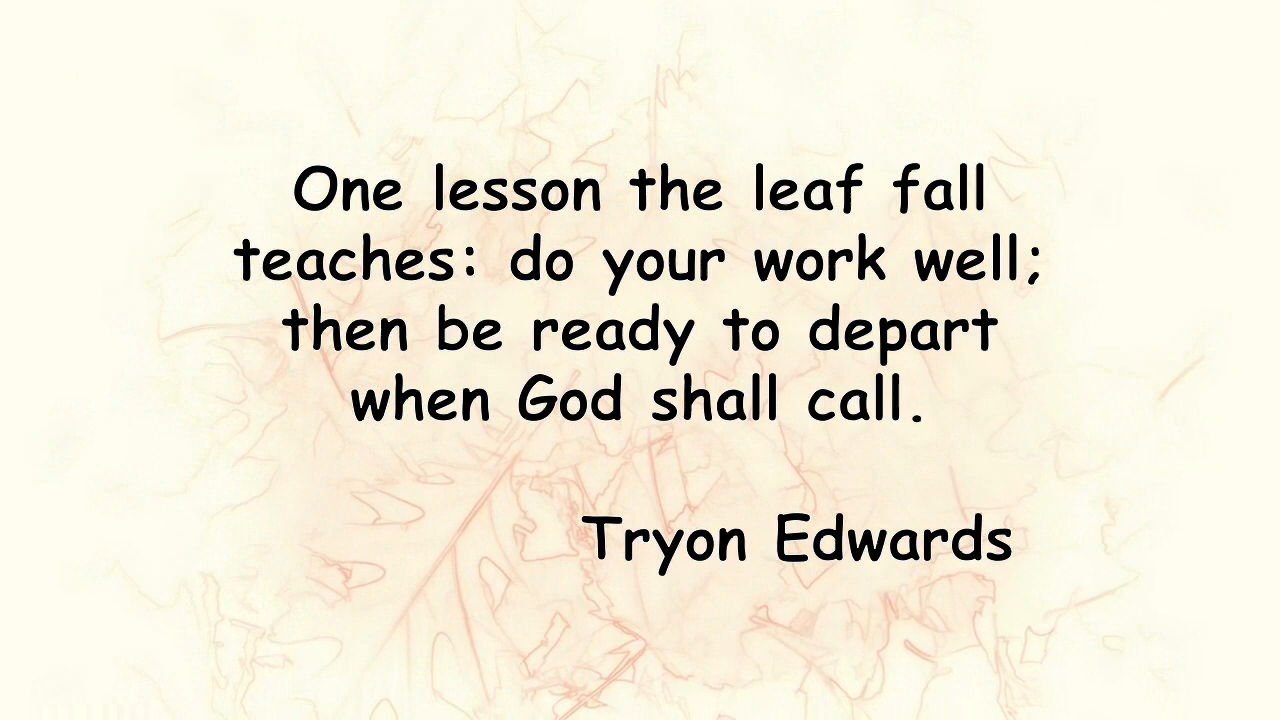 One lesson the leaf fall
teaches: do your work well;
then be ready to depart
when God shall call.
Tryon Edwards